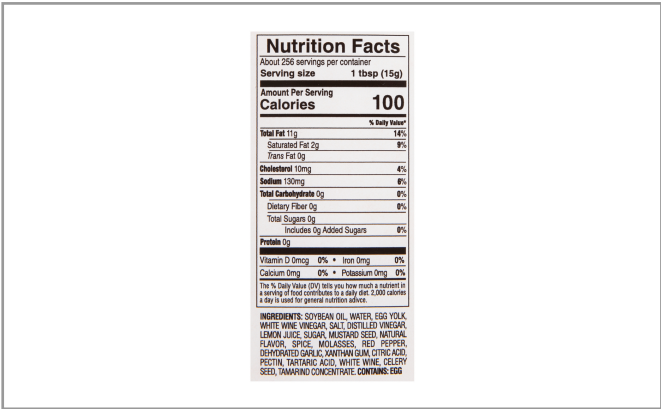 Nutrition Facts
About 256 servings per container
Serving size 1 tbsp (15g)
Amount Per Serving
Calories 100
% Daily Value*
Total Fat 11g 14%
Saturated Fat 2g 9%
Trans Fat 0g
Cholesterol 10mg 4%
Sodium 130mg 6%
Total Carbohydrate 0g 0%
Dietary Fiber 0g 0%
Total Sugars 0g
Includes 0g Added Sugars 0%
Protein 0g
Vitamin D 0mcg 0% • Iron 0mg 0%
Calcium 0mg 0% • Potassium 0mg 0%
The % Daily Value (DV) tells you how much a nutrient in
a serving of food contributes to a daily diet. 2,000 calories
a day is used for general nutrition adivce.
INGREDIENTS: SOYBEAN OIL, WATER, EGG YOLK,
WHITE WINE VINEGAR, SALT, DISTILLED VINEGAR,
LEMON JUICE, SUGAR, MUSTARD SEED, NATURAL
FLAVOR, SPICE, MOLASSES, RED PEPPER,
DEHYDRATED GARLIC, XANTHAN GUM, CITRIC ACID,
PECTIN, TARTARIC ACID, WHITE WINE, CELERY
SEED, TAMARIND CONCENTRATE. CONTAINS: EGG